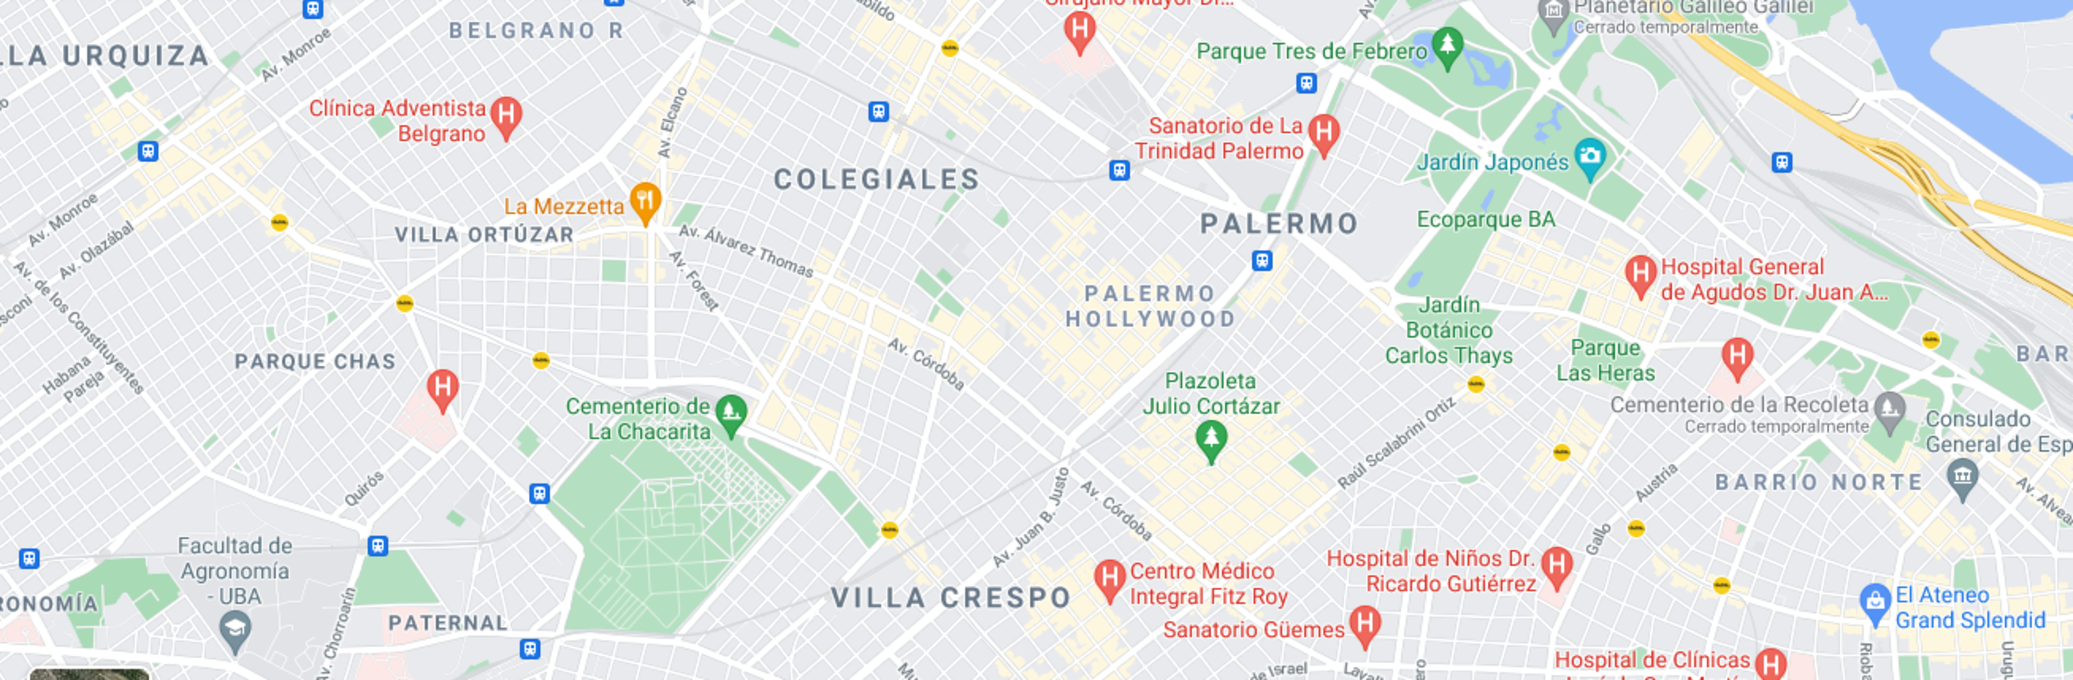 Cirujano Mayor Dr...
Planetario Galileo Galilei
Cerrado temporalmente
BELGRANO R
LLA URQUIZA
Av. Monroe
Parque Tres de Febrero
Clínica Adventista
Belgrano
Av. Elcano
Sanatorio de La
Trinidad Palermo
Jardín Japonés
COLEGIALES
La Mezzetta
Av. Monroe
Av. Olazábal
VILLA ORTÚZAR
Av. Álvarez Thomas
PALERMO
Ecoparque BA
Av. Forest
Av. de los Constituyentes
Hospital General
de Agudos Dr. Juan A...
PALERMO
HOLLYWOOD
Jardín
Botánico
Carlos Thays
PARQUE CHAS
Habana
Pareja
Av. Córdoba
Parque
Las Heras
BAR
Plazoleta
Julio Cortázar
Cementerio de
La Chacarita
Raúl Scalabrini Ortiz
Cementerio de la Recoleta
Cerrado temporalmente
Consulado
General de Esp
Quirós
Av. Juan B. Justo
Av. Córdoba
Austria
BARRIO NORTE
Av. Alvea
Gallo
Facultad de
Agronomía
- UBA
Hospital de Niños Dr.
Ricardo Gutiérrez
Centro Médico
Integral Fitz Roy
RONOMÍA
VILLA CRESPO
El Ateneo
Grand Splendid
Av. Chorroarín
PATERNAL
Sanatorio Güemes
Hospital de Clínicas
de Israel
Lavall
Riob
Urugu